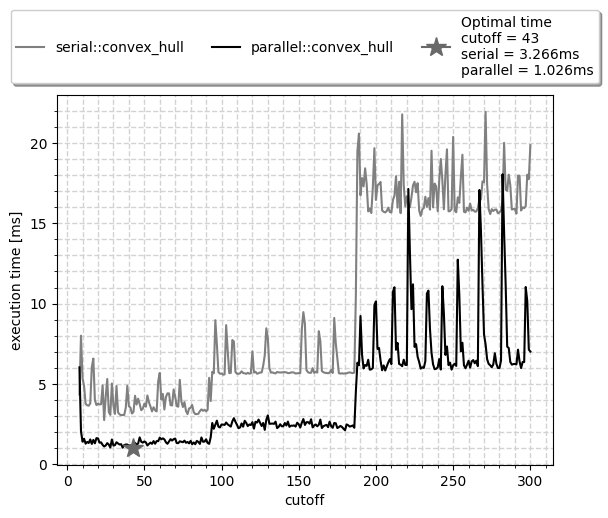 serial::convex_hull
parallel::convex_hull
Optimal time
cutoff = 43
serial = 3.266ms
parallel = 1.026ms
execution time [ms]
20
15
10
5
0
0 50 100 150 200 250 300
cutoff